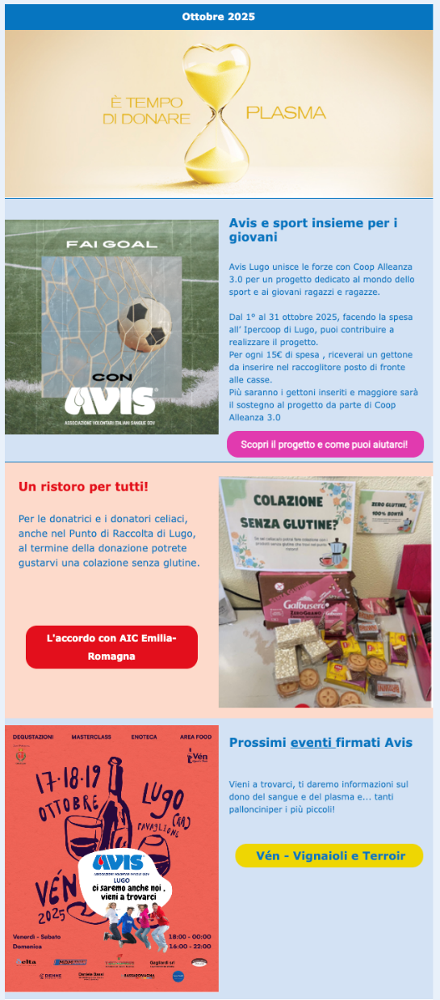 Ottobre 2025
È TEMPO
DI DONARE
PLASMA
FAI GOAL
CON
AVIS
ASSOCIAZIONE VOLONTARI ITALIANI SANGUE ODV
Avis e sport insieme per i
giovani
Avis Lugo unisce le forze con Coop Alleanza
3.0 per un progetto dedicato al mondo dello
sport e ai giovani ragazzi e ragazze.
Dal 1° al 31 ottobre 2025, facendo la spesa
all’ Ipercoop di Lugo, puoi contribuire a
realizzare il progetto.
Per ogni 15€ di spesa , riceverai un gettone
da inserire nel raccoglitore posto di fronte
alle casse.
Più saranno i gettoni inseriti e maggiore sarà
il sostegno al progetto da parte di Coop
Alleanza 3.0
Scopri il progetto e come puoi aiutarci!
Un ristoro per tutti!
Per le donatrici e i donatori celiaci,
anche nel Punto di Raccolta di Lugo,
al termine della donazione potrete
gustarvi una colazione senza glutine.
L'accordo con AIC Emilia-
Romagna
COLAZIONE
SENZA GLUTINE?
ZERO GLUTINE,
100% BONTÀ
Galbusera
ZEROGRANO
DEGUSTAZIONI MASTERCLASS ENOTECA AREA FOOD
Vén
17·18·19
OTTOBRE
LUGO
(RA)
PAVAGLIONE
VÉN
2025
AVIS
LUGO
ci saremo anche noi .
vieni a trovarci
Venerdì - Sabato 18:00 - 00:00
Domenica 16:00 - 22:00
Gagliardi srl
DIEMME
Daniele Bassi
BASSAROMAGNA
Prossimi eventi firmati Avis
Vieni a trovarci, ti daremo informazioni sul
dono del sangue e del plasma e... tanti
palloncinіper i più piccoli!
Vén - Vignaioli e Terroir